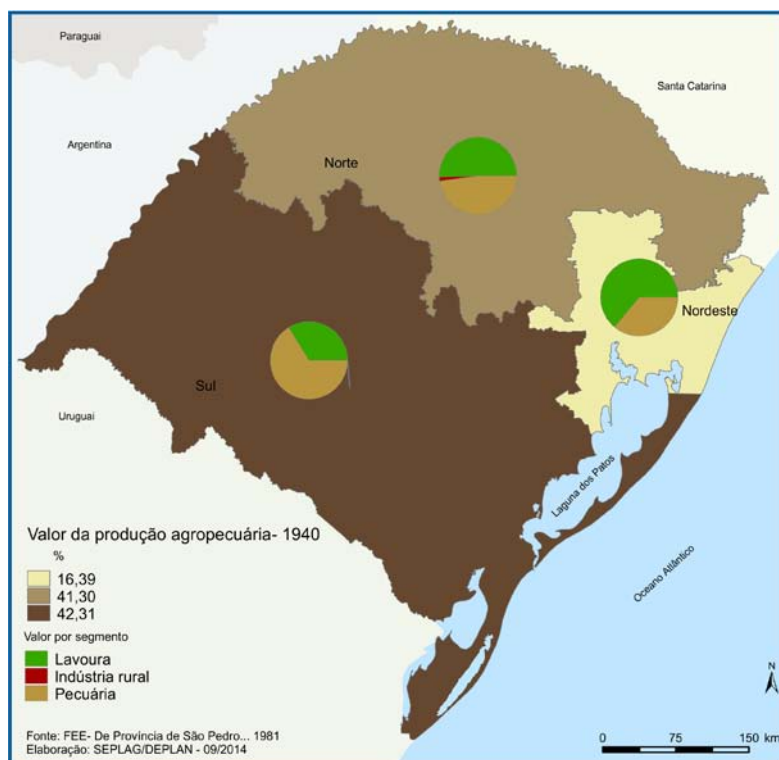 Paraguai
Santa Catarina
Argentina
Norte
Nordeste
Sul
Uruguai
Laguna dos Patos
Oceano Atlântico
Valor da produção agropecuária- 1940
%
16,39
41,30
42,31
Valor por segmento
Lavoura
Indústria rural
Pecuária
Fonte: FEE- De Província de São Pedro... 1981
Elaboração: SEPLAG/DEPLAN - 09/2014
N
0 75 150 km